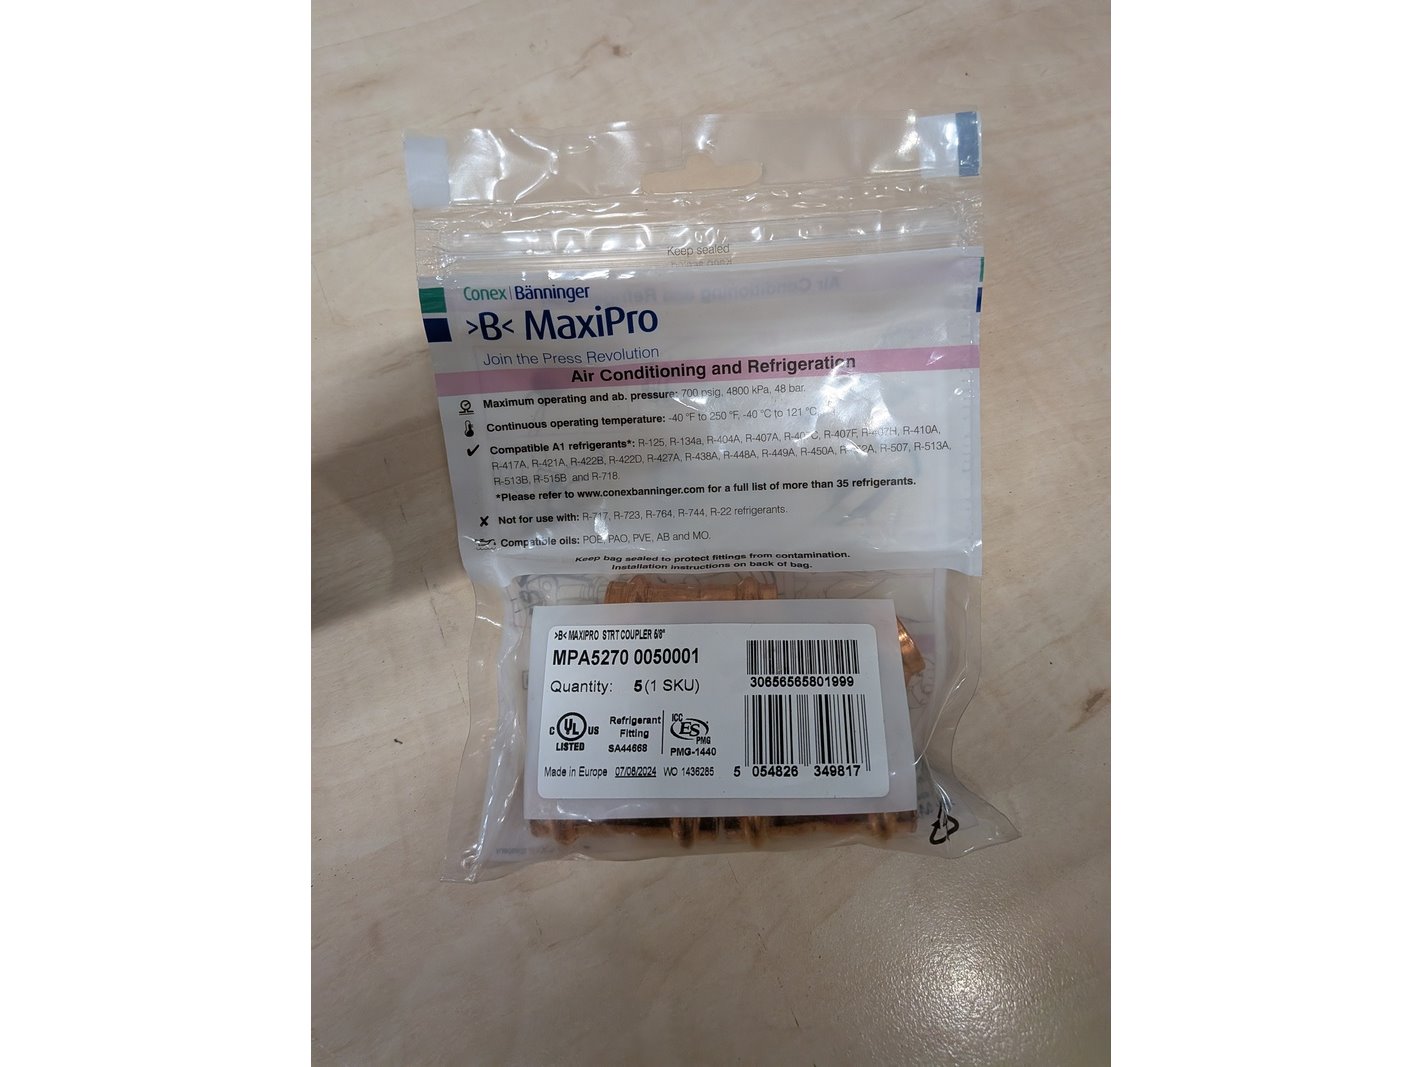 Keep sealed
Conex | Bänninger
>B< MaxiPro
Join the Press Revolution
Air Conditioning and Refrigeration
Maximum operating and ab. pressure: 700 psig, 4800 kPa, 48 bar.
Continuous operating temperature: -40 °F to 250 °F, -40 °C to 121 °C
Compatible A1 refrigerants*: R-125, R-134a, R-404A, R-407A, R-407C, R-407F, R-407H, R-410A,
R-417A, R-421A, R-422B, R-422D, R-427A, R-438A, R-448A, R-449A, R-450A, R-507, R-513A,
R-513B, R-515B and R-718.
*Please refer to www.conexbanninger.com for a full list of more than 35 refrigerants.
Not for use with: R-717, R-723, R-764, R-744, R-22 refrigerants.
Compatible oils: POE, PAO, PVE, AB and MO.
Keep bag sealed to protect fittings from contamination.
Installation instructions on back of bag.
>B< MAXIPRO STRT COUPLER 5/8"
MPA5270 0050001
Quantity: 5 (1 SKU)
30656565801999
C UL US
LISTED
Refrigerant
Fitting
SA44668
ICC
ES
PMG
PMG-1440
Made in Europe 07/08/2024 WO 1436285
5 054826 349817